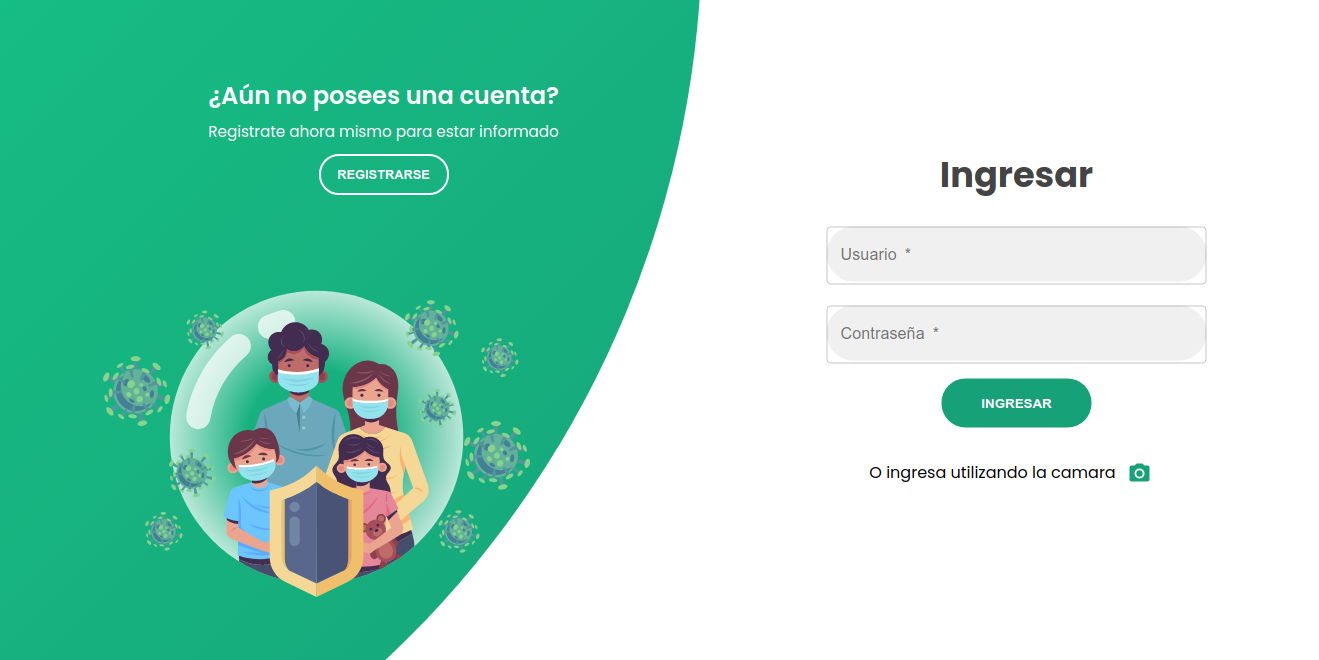 ¿Aún no posees una cuenta?
Registrate ahora mismo para estar informado
REGISTRARSE
Ingresar
Usuario *
Contraseña *
INGRESAR
O ingresa utilizando la camara